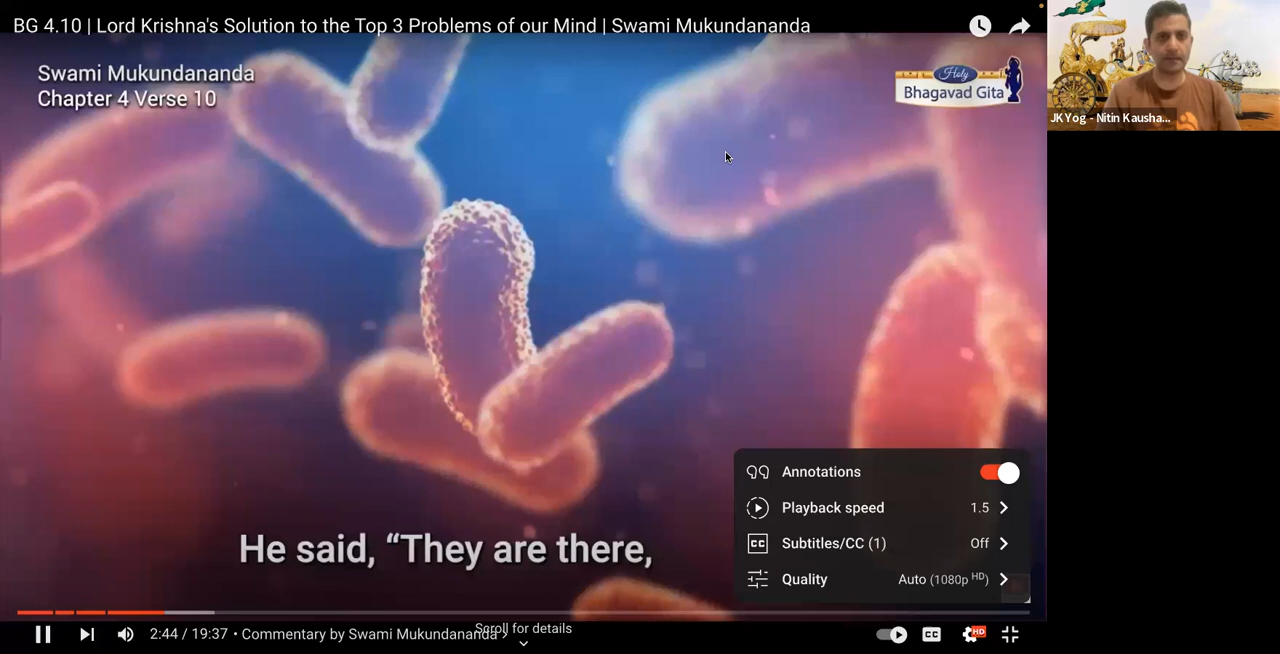 BG 4.10 | Lord Krishna's Solution to the Top 3 Problems of our Mind | Swami Mukundananda
Swami Mukundananda
Chapter 4 Verse 10
Holy
Bhagavad Gita
JKYog - Nitin Kausha...
Annotations
Playback speed 1.5
Subtitles/CC (1) Off
Quality Auto (1080p HD)
He said, “They are there,
2:44 / 19:37 • Commentary by Swami Mukundananda
Scroll for details
CC
HD